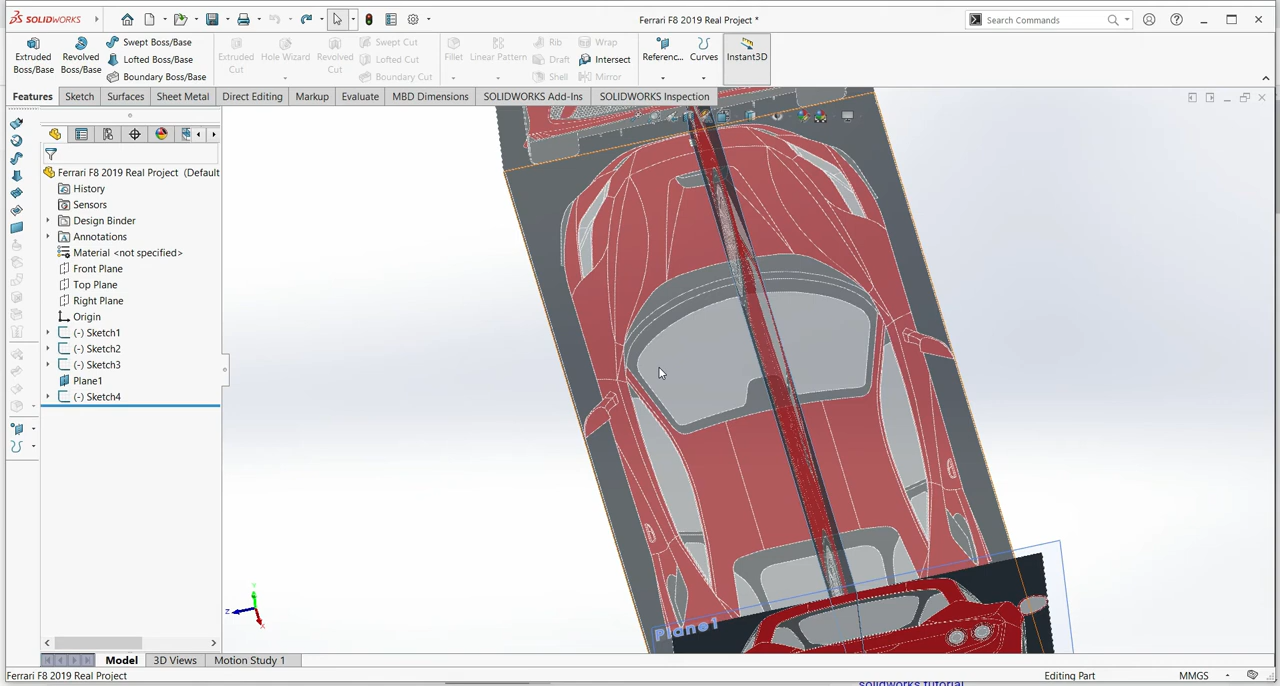 SOLIDWORKS
Ferrari F8 2019 Real Project *
Search Commands
Extruded Boss/Base
Revolved Boss/Base
Swept Boss/Base
Lofted Boss/Base
Boundary Boss/Base
Extruded Cut
Hole Wizard
Revolved Cut
Swept Cut
Lofted Cut
Boundary Cut
Fillet
Linear Pattern
Rib
Draft
Shell
Wrap
Intersect
Mirror
Referenc...
Curves
Instant3D
Features
Sketch
Surfaces
Sheet Metal
Direct Editing
Markup
Evaluate
MBD Dimensions
SOLIDWORKS Add-Ins
SOLIDWORKS Inspection
Ferrari F8 2019 Real Project (Default
History
Sensors
Design Binder
Annotations
Material <not specified>
Front Plane
Top Plane
Right Plane
Origin
(-) Sketch1
(-) Sketch2
(-) Sketch3
Plane1
(-) Sketch4
Plane1
Y
Z
X
Model
3D Views
Motion Study 1
Ferrari F8 2019 Real Project
Editing Part
MMGS
solidworks tutorial